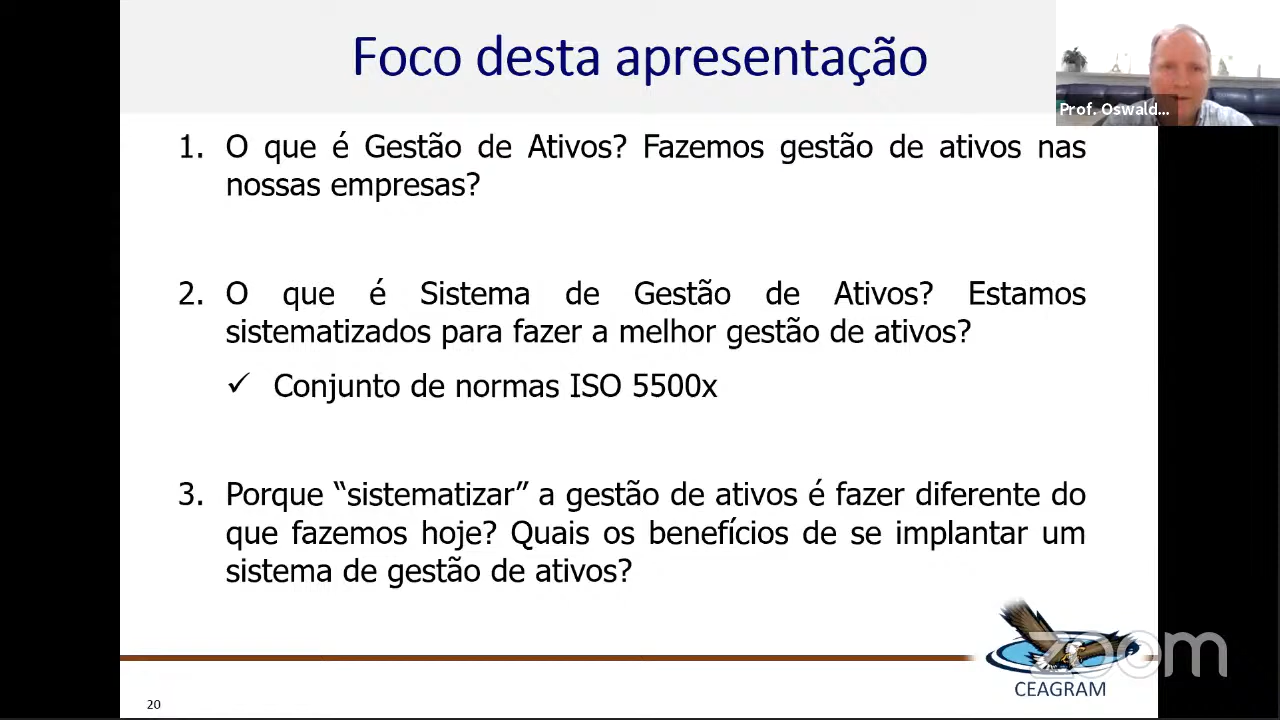 Foco desta apresentação
Prof. Oswald...
1. O que é Gestão de Ativos? Fazemos gestão de ativos nas
nossas empresas?
2. O que é Sistema de Gestão de Ativos? Estamos
sistematizados para fazer a melhor gestão de ativos?
✓ Conjunto de normas ISO 5500x
3. Porque “sistematizar” a gestão de ativos é fazer diferente do
que fazemos hoje? Quais os benefícios de se implantar um
sistema de gestão de ativos?
zoom
CEAGRAM
20